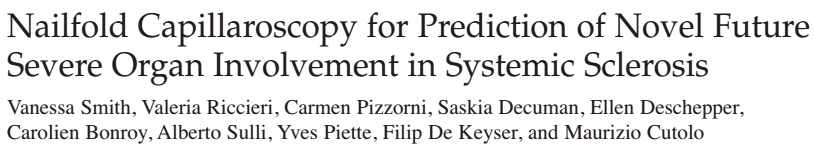 Nailfold Capillaroscopy for Prediction of Novel Future
Severe Organ Involvement in Systemic Sclerosis
Vanessa Smith, Valeria Riccieri, Carmen Pizzorni, Saskia Decuman, Ellen Deschepper,
Carolien Bonroy, Alberto Sulli, Yves Piette, Filip De Keyser, and Maurizio Cutolo